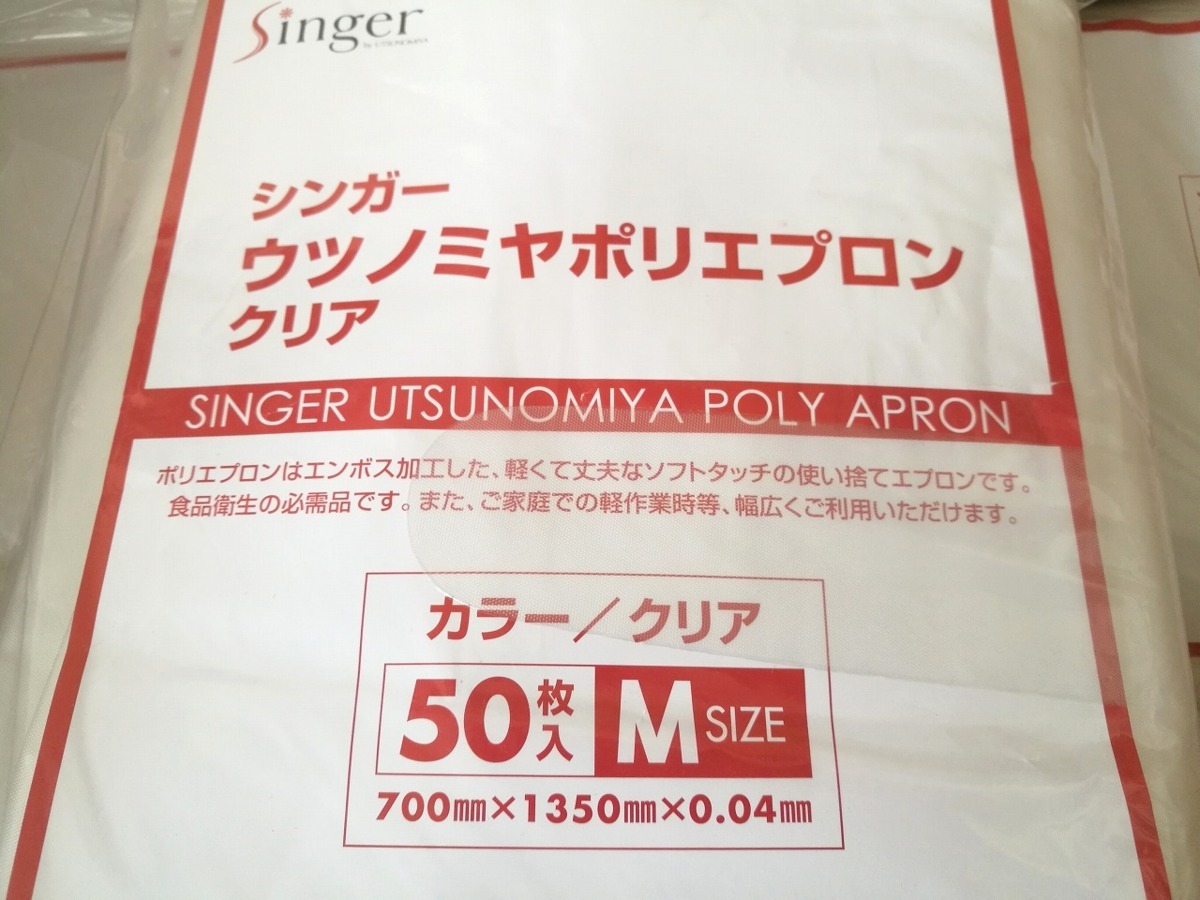 Singer
by UTSUNOMIYA
シンガー
ウツノミヤポリエプロン
クリア
SINGER UTSUNOMIYA POLY APRON
ポリエプロンはエンボス加工した、軽くて丈夫なソフトタッチの使い捨てエプロンです。
食品衛生の必需品です。また、ご家庭での軽作業時等、幅広くご利用いただけます。
カラー／クリア
50枚入 M SIZE
700㎜×1350㎜×0.04㎜